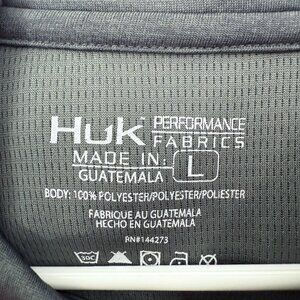 Huk PERFORMANCE
FABRICS
MADE IN:
GUATEMALA L
BODY: 100% POLYESTER/POLYESTER/POLIESTER
FABRIQUE AU GUATEMALA
HECHO EN GUATEMALA
RN#144273
30C